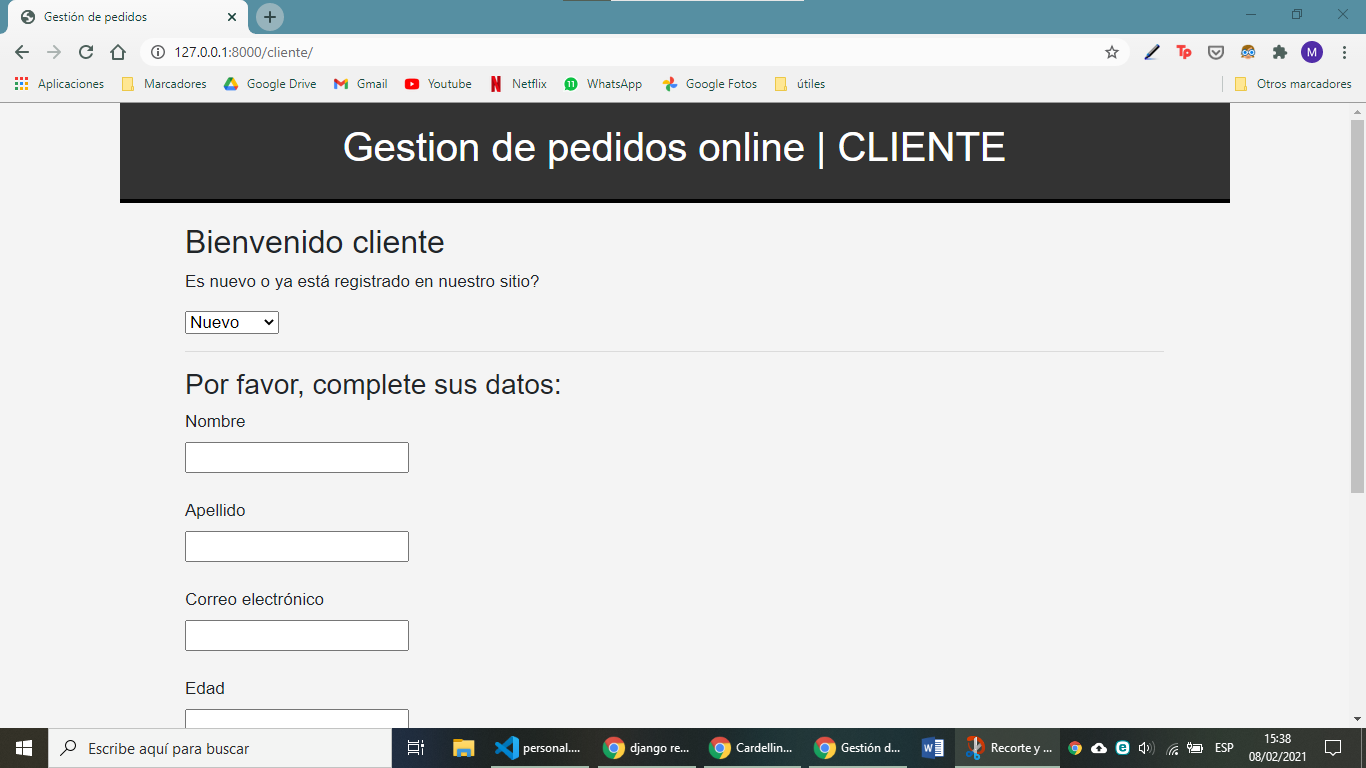 Gestión de pedidos
127.0.0.1:8000/cliente/
Tp
M
Aplicaciones
Marcadores
Google Drive
Gmail
Youtube
Netflix
11
WhatsApp
Google Fotos
útiles
Otros marcadores
Gestion de pedidos online | CLIENTE
Bienvenido cliente
Es nuevo o ya está registrado en nuestro sitio?
Nuevo
Por favor, complete sus datos:
Nombre
Apellido
Correo electrónico
Edad
Escribe aquí para buscar
personal....
django re...
Cardellin...
Gestión d...
Recorte y ...
ESP
15:38
08/02/2021